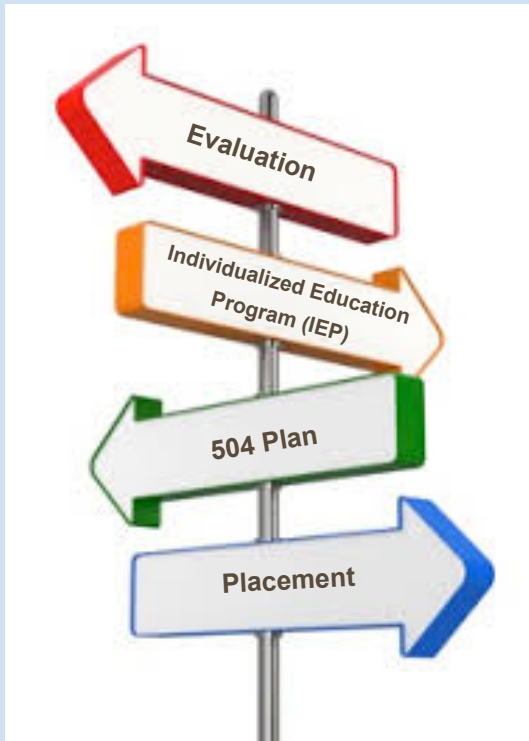 Evaluation
Individualized Education
Program (IEP)
504 Plan
Placement